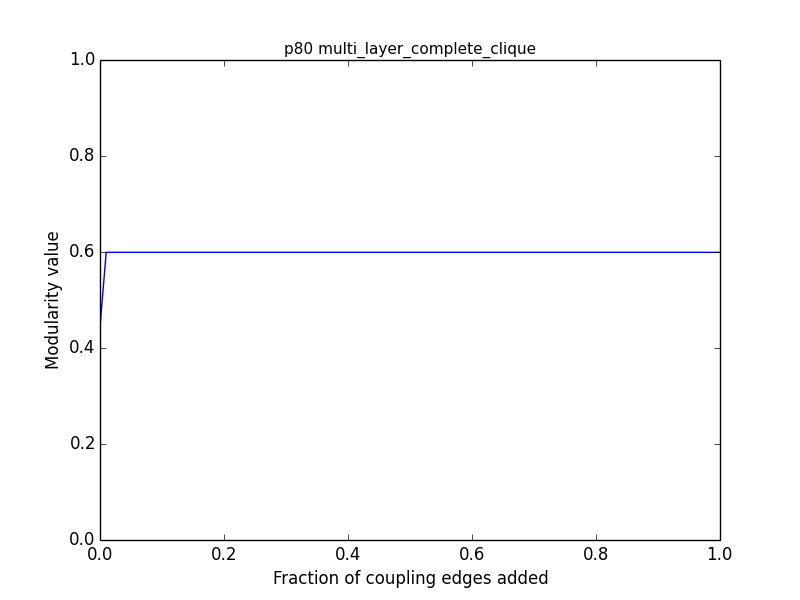 p80 multi_layer_complete_clique
1.0
0.8
0.6
0.4
0.2
0.0
Modularity value
0.0 0.2 0.4 0.6 0.8 1.0
Fraction of coupling edges added